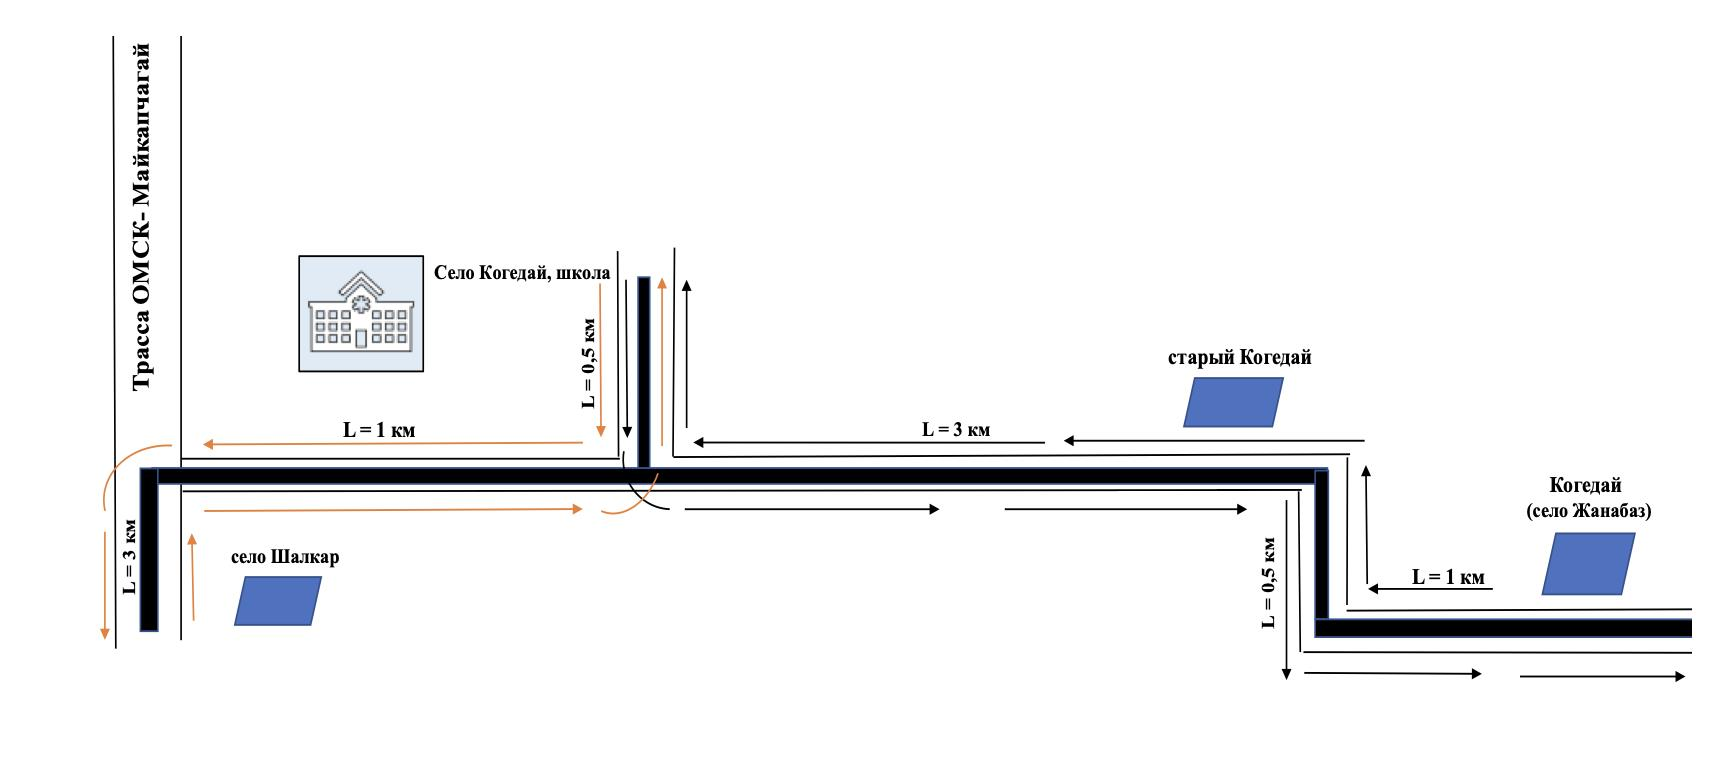 Трасса ОМСК- Майкапчагай
Село Когедай, школа
L = 0,5 км
L = 1 км
L = 3 км
старый Когедай
Когедай
(село Жанабаз)
L = 3 км
село Шалкар
L = 0,5 км
L = 1 км